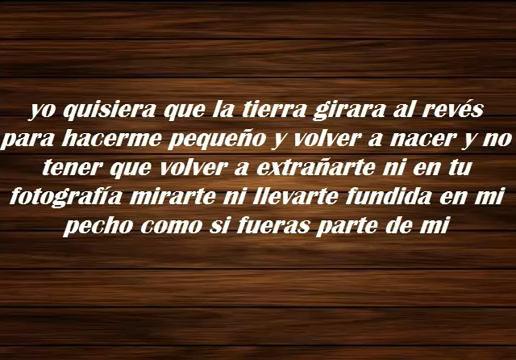 yo quisiera que la tierra girara al revés
para hacerme pequeño y volver a nacer y no
tener que volver a extrañarte ni en tu
fotografía mirarte ni llevarte fundida en mi
pecho como si fueras parte de mi